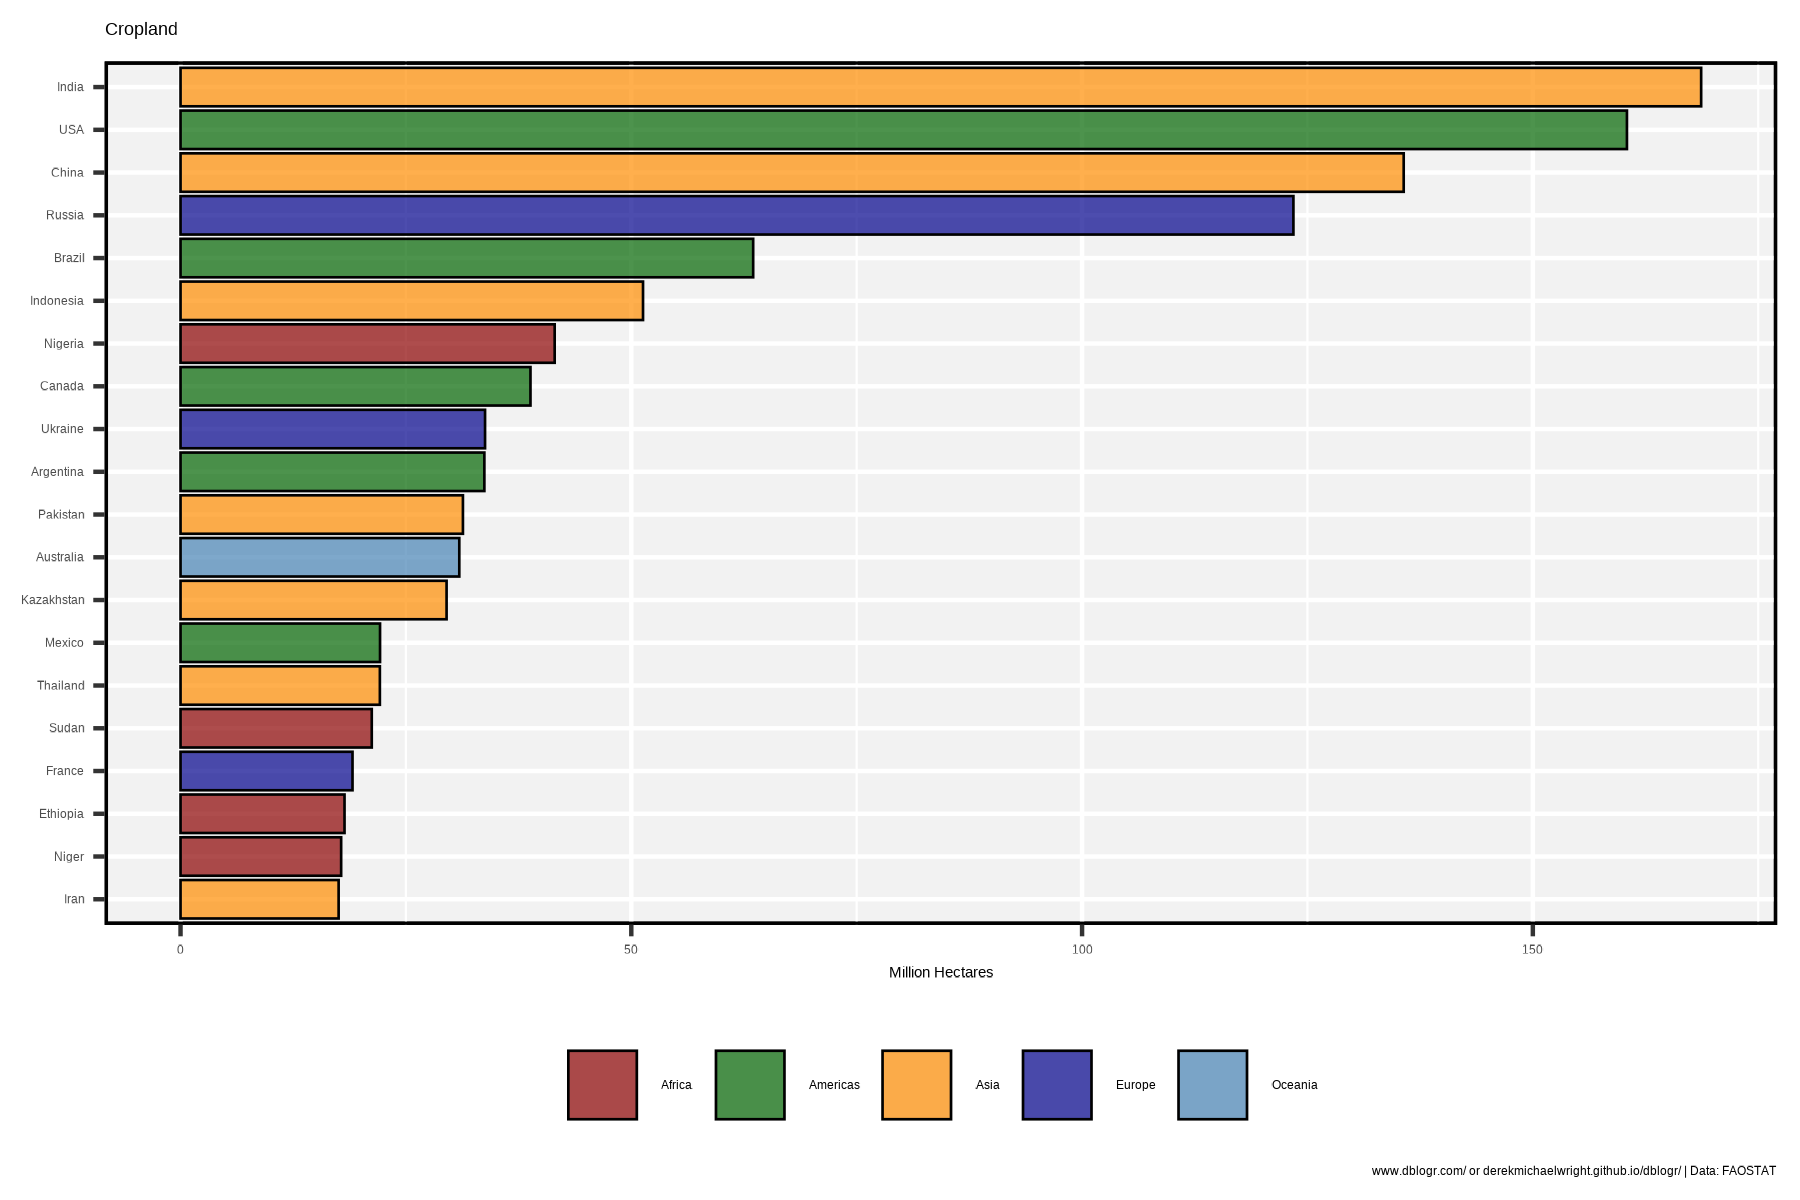 Cropland
India
USA
China
Russia
Brazil
Indonesia
Nigeria
Canada
Ukraine
Argentina
Pakistan
Australia
Kazakhstan
Mexico
Thailand
Sudan
France
Ethiopia
Niger
Iran
0 50 100 150
Million Hectares
Africa Americas Asia Europe Oceania
www.dblogr.com/ or derekmichaelwright.github.io/dblogr/ | Data: FAOSTAT